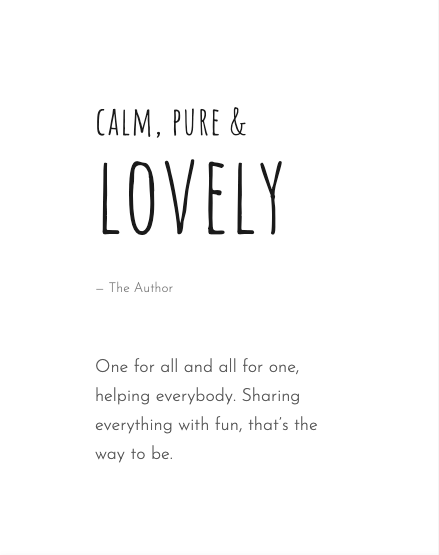 CALM, PURE &
LOVELY
– The Author
One for all and all for one,
helping everybody. Sharing
everything with fun, that's the
way to be.